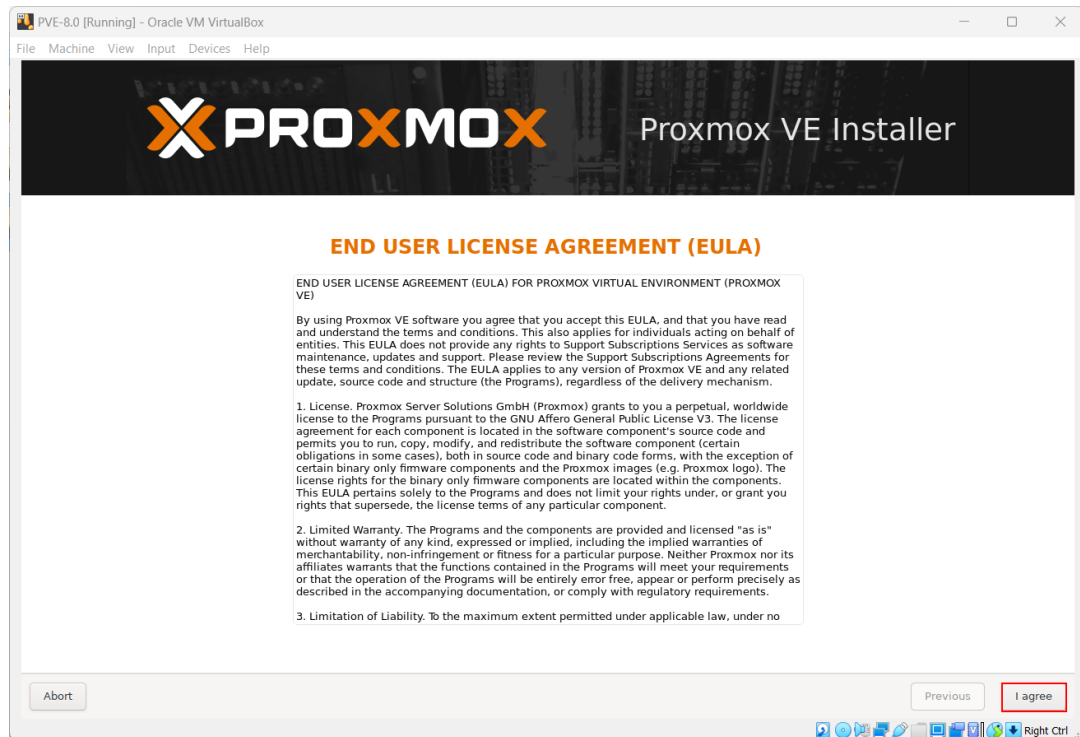 PVE-8.0 [Running] - Oracle VM VirtualBox
File Machine View Input Devices Help
PROXMOX
Proxmox VE Installer
END USER LICENSE AGREEMENT (EULA)
END USER LICENSE AGREEMENT (EULA) FOR PROXMOX VIRTUAL ENVIRONMENT (PROXMOX
VE)
By using Proxmox VE software you agree that you accept this EULA, and that you have read
and understand the terms and conditions. This also applies for individuals acting on behalf of
entities. This EULA does not provide any rights to Support Subscriptions Services as software
maintenance, updates and support. Please review the Support Subscriptions Agreements for
these terms and conditions. The EULA applies to any version of Proxmox VE and any related
update, source code and structure (the Programs), regardless of the delivery mechanism.
1. License. Proxmox Server Solutions GmbH (Proxmox) grants to you a perpetual, worldwide
license to the Programs pursuant to the GNU Affero General Public License V3. The license
agreement for each component is located in the software component's source code and
permits you to run, copy, modify, and redistribute the software component (certain
obligations in some cases), both in source code and binary code forms, with the exception of
certain binary only firmware components and the Proxmox images (e.g. Proxmox logo). The
license rights for the binary only firmware components are located within the components.
This EULA pertains solely to the Programs and does not limit your rights under, or grant you
rights that supersede, the license terms of any particular component.
2. Limited Warranty. The Programs and the components are provided and licensed "as is"
without warranty of any kind, expressed or implied, including the implied warranties of
merchantability, non-infringement or fitness for a particular purpose. Neither Proxmox nor its
affiliates warrants that the functions contained in the Programs will meet your requirements
or that the operation of the Programs will be entirely error free, appear or perform precisely as
described in the accompanying documentation, or comply with regulatory requirements.
3. Limitation of Liability. To the maximum extent permitted under applicable law, under no
Abort
Previous
I agree
Right Ctrl